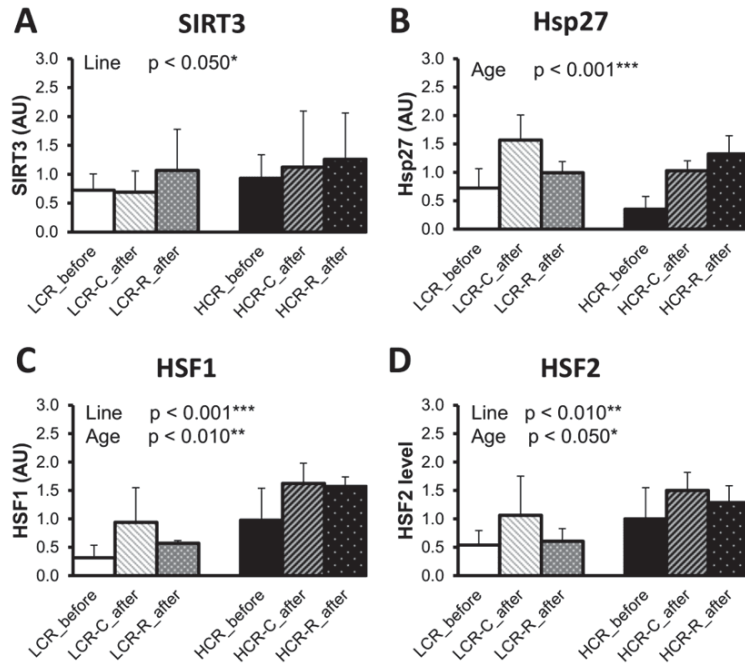 A SIRT3
Line p < 0.050*
SIRT3 (AU)
3.0
2.5
2.0
1.5
1.0
0.5
0.0
LCR_before
LCR-C_after
LCR-R_after
HCR_before
HCR-C_after
HCR-R_after
B Hsp27
Age p < 0.001***
Hsp27 (AU)
3.0
2.5
2.0
1.5
1.0
0.5
0.0
LCR_before
LCR-C_after
LCR-R_after
HCR_before
HCR-C_after
HCR-R_after
C HSF1
Line p < 0.001***
Age p < 0.010**
HSF1 (AU)
3.0
2.5
2.0
1.5
1.0
0.5
0.0
LCR_before
LCR-C_after
LCR-R_after
HCR_before
HCR-C_after
HCR-R_after
D HSF2
Line p < 0.010**
Age p < 0.050*
HSF2 level
3.0
2.5
2.0
1.5
1.0
0.5
0.0
LCR_before
LCR-C_after
LCR-R_after
HCR_before
HCR-C_after
HCR-R_after